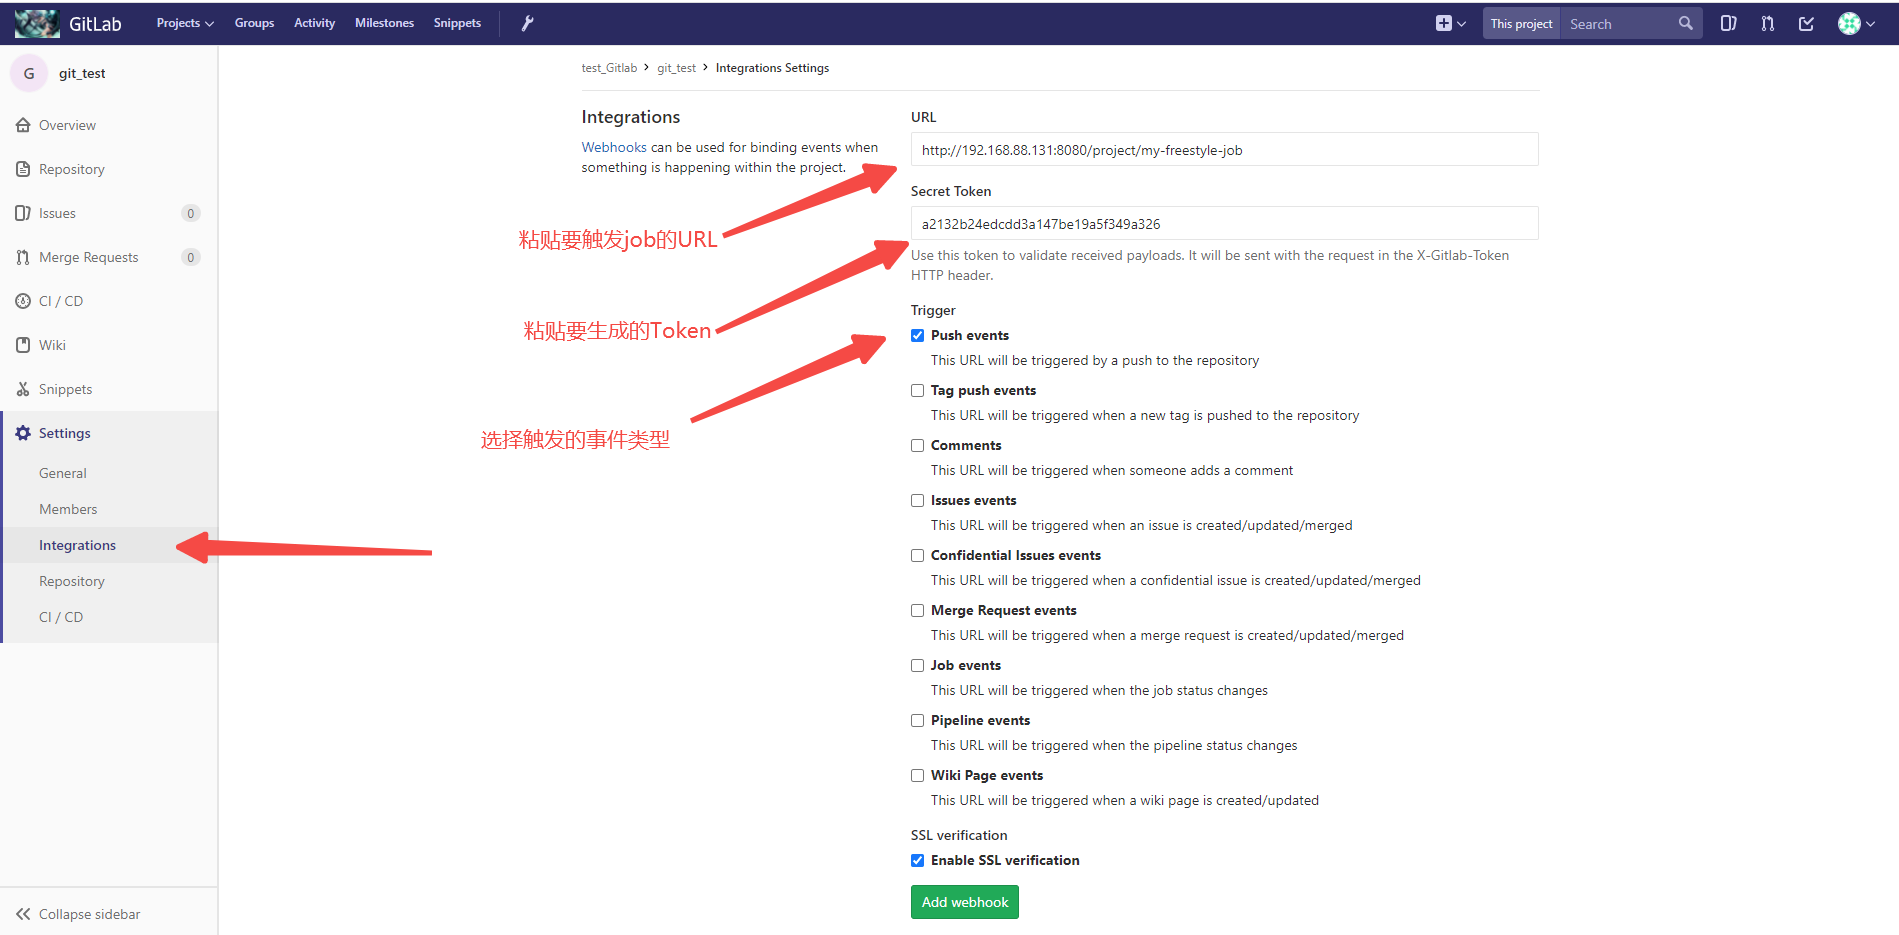 GitLab Projects Groups Activity Milestones Snippets This project Search
G git_test
Overview
Repository
Issues 0
Merge Requests 0
CI / CD
Wiki
Snippets
Settings
General
Members
Integrations
Repository
CI / CD
Collapse sidebar
test_Gitlab > git_test > Integrations Settings
Integrations
Webhooks can be used for binding events when
something is happening within the project.
粘贴要触发job的URL
粘贴要生成的Token
选择触发的事件类型
URL
http://192.168.88.131:8080/project/my-freestyle-job
Secret Token
a2132b24edcdd3a147be19a5f349a326
Use this token to validate received payloads. It will be sent with the request in the X-Gitlab-Token
HTTP header.
Trigger
Push events
This URL will be triggered by a push to the repository
Tag push events
This URL will be triggered when a new tag is pushed to the repository
Comments
This URL will be triggered when someone adds a comment
Issues events
This URL will be triggered when an issue is created/updated/merged
Confidential Issues events
This URL will be triggered when a confidential issue is created/updated/merged
Merge Request events
This URL will be triggered when a merge request is created/updated/merged
Job events
This URL will be triggered when the job status changes
Pipeline events
This URL will be triggered when the pipeline status changes
Wiki Page events
This URL will be triggered when a wiki page is created/updated
SSL verification
Enable SSL verification
Add webhook